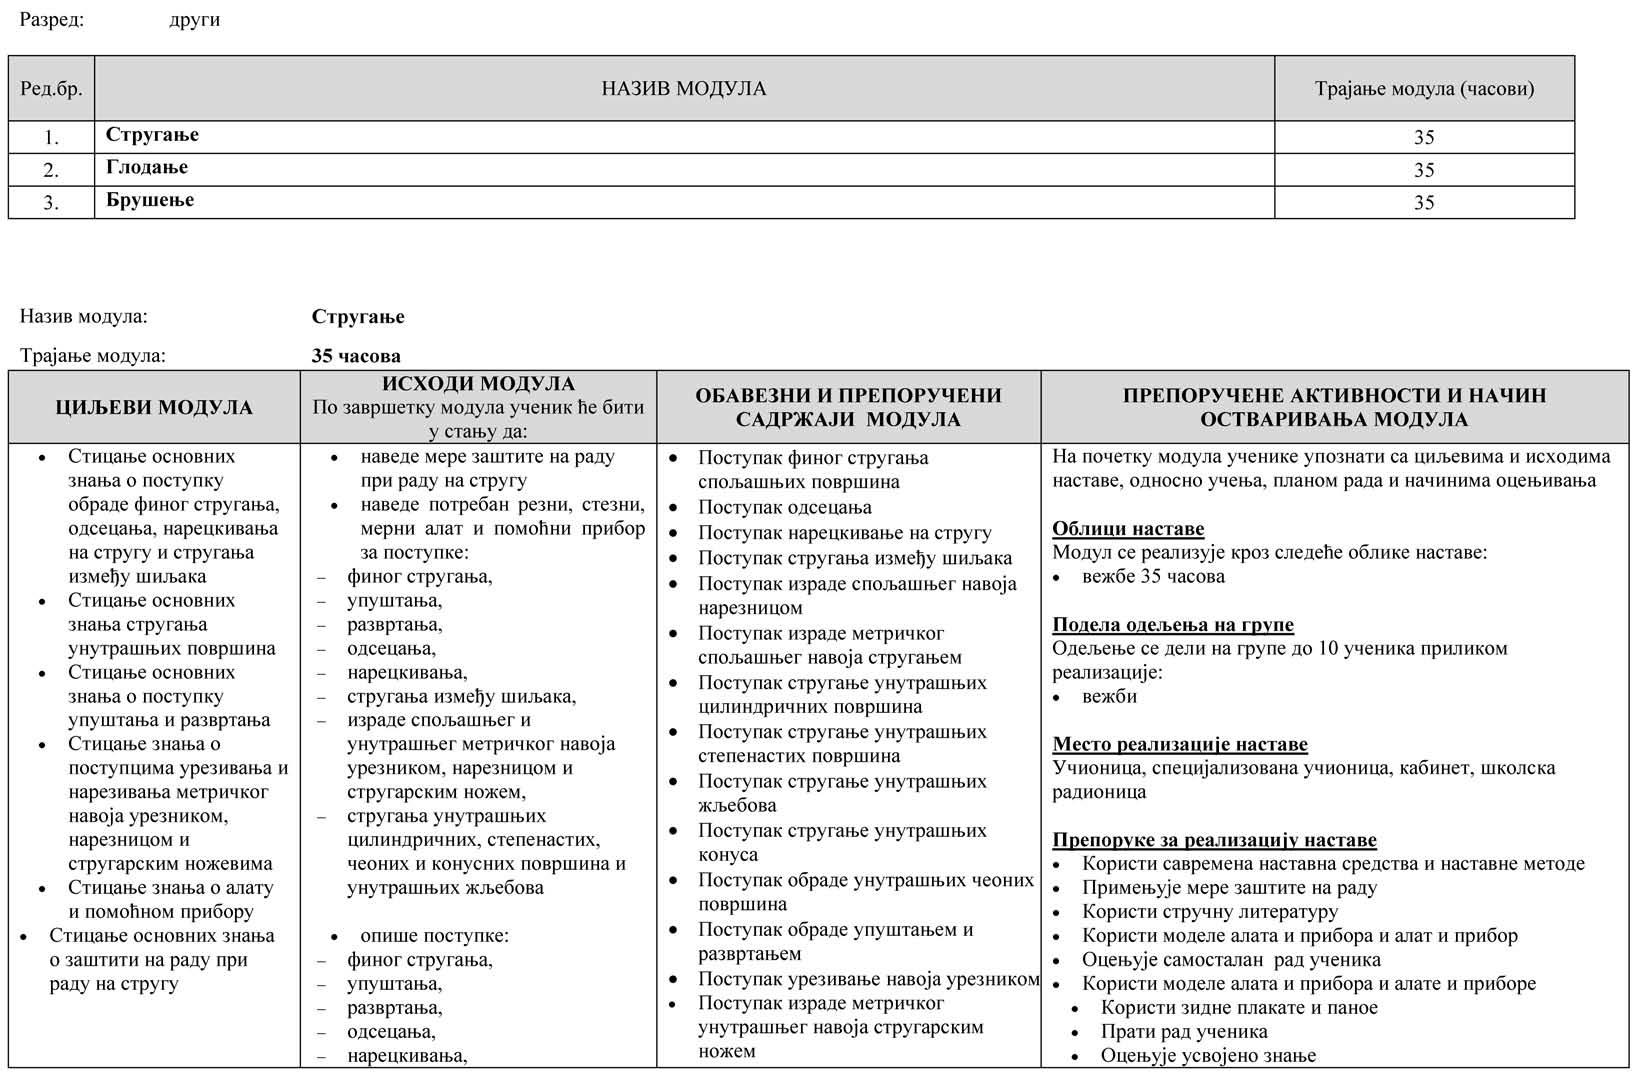 Разред: други
Ред.бр. НАЗИВ МОДУЛА Трајање модула (часови)
1. Стругање 35
2. Глодање 35
3. Брушење 35
Назив модула: Стругање
Трајање модула: 35 часова
ЦИЉЕВИ МОДУЛА
• Стицање основних
знања о поступку
обраде финог стругања,
одсецања, нарецкивања
на стругу и стругања
између шиљака
• Стицање основних
знања стругања
унутрашњих површина
• Стицање основних
знања о поступку
упуштања и развртања
• Стицање знања о
поступцима урезивања и
нарезивања метричког
навоја урезником,
нарезницом и
стругарским ножевима
• Стицање знања о алату
и помоћном прибору
• Стицање основних знања
о заштити на раду при
раду на стругу
ИСХОДИ МОДУЛА
По завршетку модула ученик ће бити
у стању да:
• наведе мере заштите на раду
при раду на стругу
• наведе потребан резни, стезни,
мерни алат и помоћни прибор
за поступке:
– финог стругања,
– упуштања,
– развртања,
– одсецања,
– нарецкивања,
– стругања између шиљака,
– израде спољашњег и
унутрашњег метричког навоја
урезником, нарезницом и
стругарским ножем,
– стругања унутрашњих
цилиндричних, степенастих,
чеоних и конусних површина и
унутрашњих жљебова
• опише поступке:
– финог стругања,
– упуштања,
– развртања,
– одсецања,
– нарецкивања,
ОБАВЕЗНИ И ПРЕПОРУЧЕНИ
САДРЖАЈИ МОДУЛА
• Поступак финог стругања
спољашњих површина
• Поступак одсецања
• Поступак нарецкивање на стругу
• Поступак стругања између шиљака
• Поступак израде спољашњег навоја
нарезницом
• Поступак израде метричког
спољашњег навоја стругањем
• Поступак стругање унутрашњих
цилиндричних површина
• Поступак стругање унутрашњих
степенастих површина
• Поступак стругање унутрашњих
жљебова
• Поступак стругање унутрашњих
конуса
• Поступак обраде унутрашњих чеоних
површина
• Поступак обраде упуштањем и
развртањем
• Поступак урезивање навоја урезником
• Поступак израде метричког
унутрашњег навоја стругарским
ножем
ПРЕПОРУЧЕНЕ АКТИВНОСТИ И НАЧИН
ОСТВАРИВАЊА МОДУЛА
На почетку модула ученике упознати са циљевима и исходима
наставе, односно учења, планом рада и начинима оцењивања
Облици наставе
Модул се реализује кроз следеће облике наставе:
• вежбе 35 часова
Подела одељења на групе
Одељење се дели на групе до 10 ученика приликом
реализације:
• вежби
Место реализације наставе
Учионица, специјализована учионица, кабинет, школска
радионица
Препоруке за реализацију наставе
• Користи савремена наставна средства и наставне методе
• Примењује мере заштите на раду
• Користи стручну литературу
• Користи моделе алата и прибора и алат и прибор
• Оцењује самосталан рад ученика
• Користи моделе алата и прибора и алате и приборе
• Користи зидне плакате и паное
• Прати рад ученика
• Оцењује усвојено знање